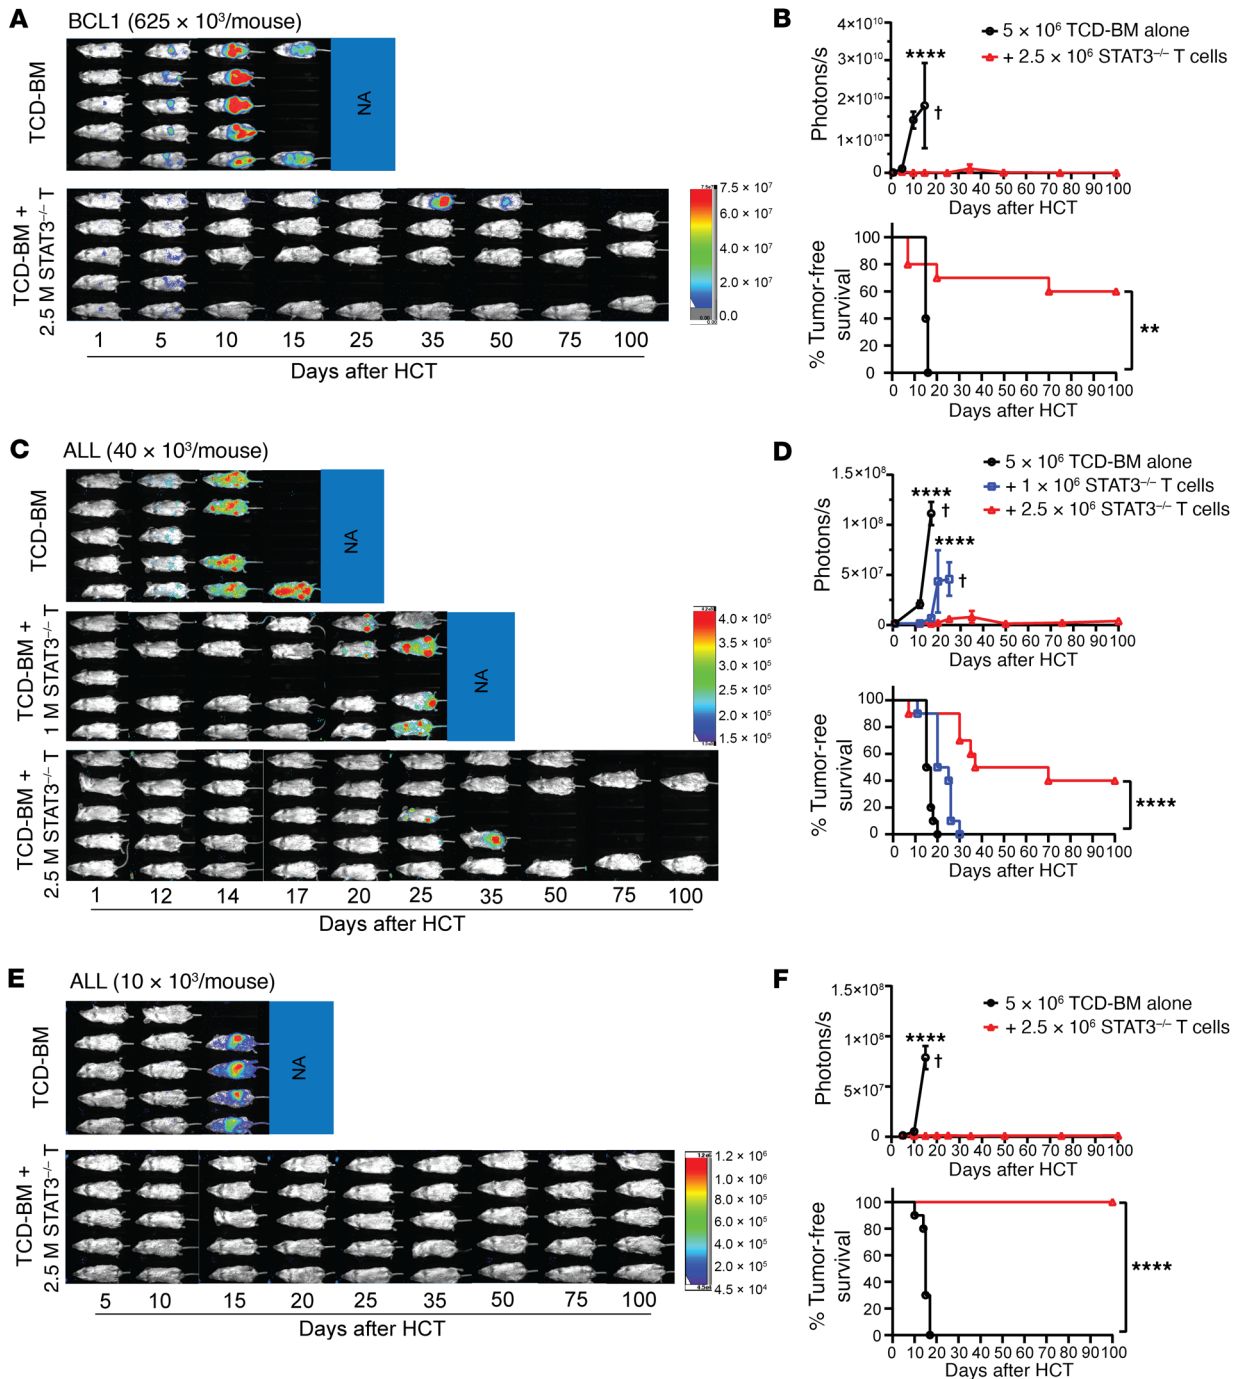 A
BCL1 (625 × 10³/mouse)
TCD-BM
NA
TCD-BM +
2.5 M STAT3⁻/⁻ T
7.5 × 10⁷
6.0 × 10⁷
4.0 × 10⁷
2.0 × 10⁷
0.0
1 5 10 15 25 35 50 75 100
Days after HCT
B
5 × 10⁶ TCD-BM alone
+ 2.5 × 10⁶ STAT3⁻/⁻ T cells
Photons/s
4×10¹⁰
3×10¹⁰
2×10¹⁰
1×10¹⁰
0
****
†
0 10 20 30 40 50 60 70 80 90 100
Days after HCT
% Tumor-free
survival
100
80
60
40
20
0
**
0 10 20 30 40 50 60 70 80 90 100
Days after HCT
C
ALL (40 × 10³/mouse)
TCD-BM
NA
TCD-BM +
1 M STAT3⁻/⁻ T
NA
TCD-BM +
2.5 M STAT3⁻/⁻ T
4.0 × 10⁵
3.5 × 10⁵
3.0 × 10⁵
2.5 × 10⁵
2.0 × 10⁵
1.5 × 10⁵
1 12 14 17 20 25 35 50 75 100
Days after HCT
D
5 × 10⁶ TCD-BM alone
+ 1 × 10⁶ STAT3⁻/⁻ T cells
+ 2.5 × 10⁶ STAT3⁻/⁻ T cells
Photons/s
1.5×10⁸
1×10⁸
5×10⁷
0
****
†
****
†
0 10 20 30 40 50 60 70 80 90 100
Days after HCT
% Tumor-ree
survival
100
80
60
40
20
0
****
0 10 20 30 40 50 60 70 80 90 100
Days after HCT
E
ALL (10 × 10³/mouse)
TCD-BM
NA
TCD-BM +
2.5 M STAT3⁻/⁻ T
1.2 × 10⁶
1.0 × 10⁶
8.0 × 10⁵
6.0 × 10⁵
4.0 × 10⁵
2.0 × 10⁵
4.5 × 10⁴
5 10 15 20 25 35 50 75 100
Days after HCT
F
5 × 10⁶ TCD-BM alone
+ 2.5 × 10⁶ STAT3⁻/⁻ T cells
Photons/s
1.5×10⁸
1×10⁸
5×10⁷
0
****
†
0 10 20 30 40 50 60 70 80 90 100
Days after HCT
% Tumor-free
survival
100
80
60
40
20
0
****
0 10 20 30 40 50 60 70 80 90 100
Days after HCT